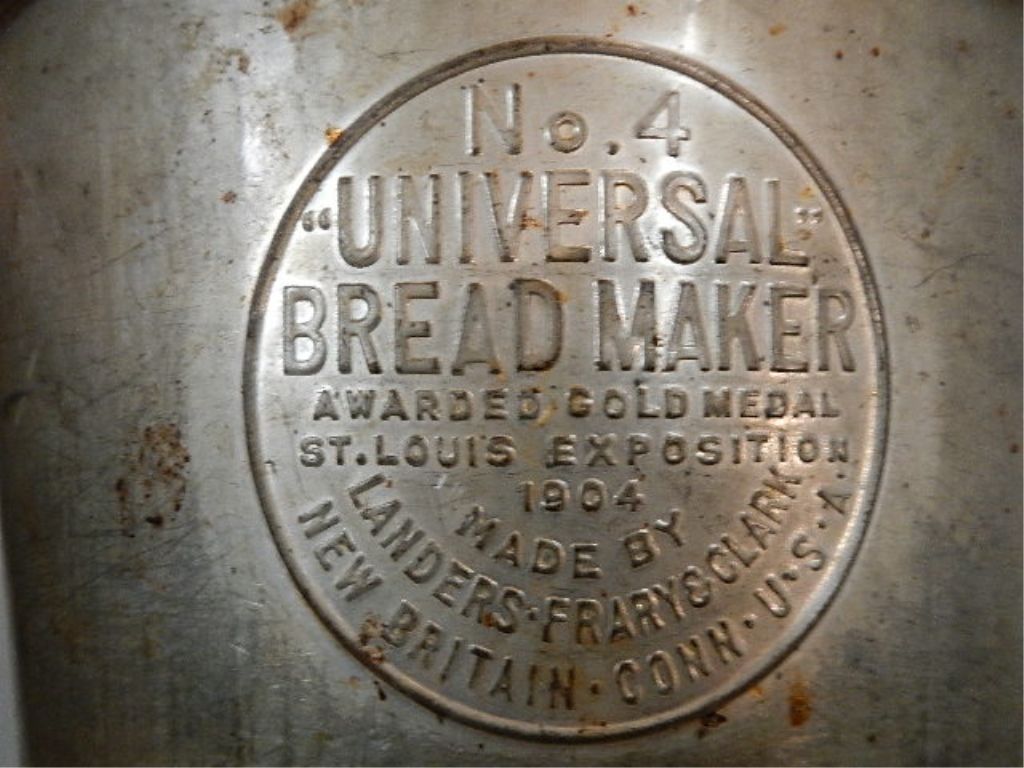 No. 4
"UNIVERSAL"
BREAD MAKER
AWARDED GOLD MEDAL
ST. LOUIS EXPOSITION
1904
MADE BY
LANDERS·FRARY&CLARK
NEW BRITAIN·CONN·U·S·A